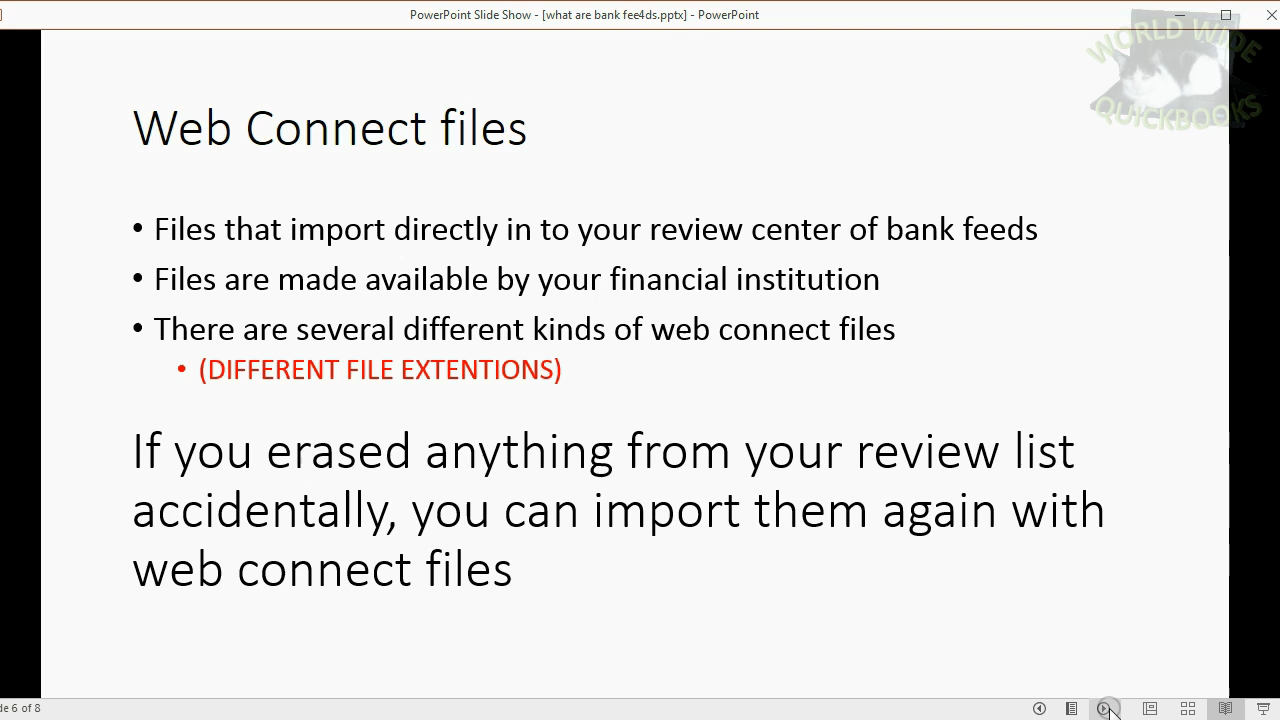 PowerPoint Slide Show - [what are bank fee4ds.pptx] - PowerPoint
WORLD WIDE
QUICKBOOKS
Web Connect files
• Files that import directly in to your review center of bank feeds
• Files are made available by your financial institution
• There are several different kinds of web connect files
• (DIFFERENT FILE EXTENTIONS)
If you erased anything from your review list
accidentally, you can import them again with
web connect files
de 6 of 8